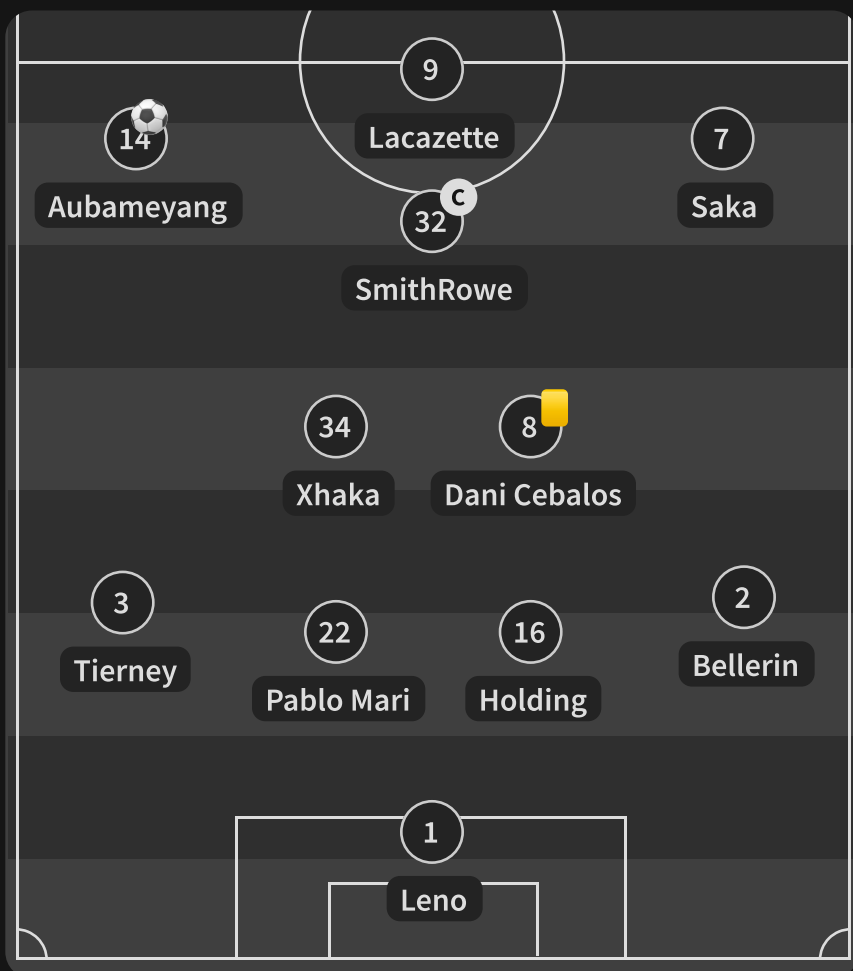 9
Lacazette
14
Aubameyang
7
Saka
C
32
SmithRowe
34
Xhaka
8
Dani Cebalos
3
Tierney
22
Pablo Mari
16
Holding
2
Bellerin
1
Leno